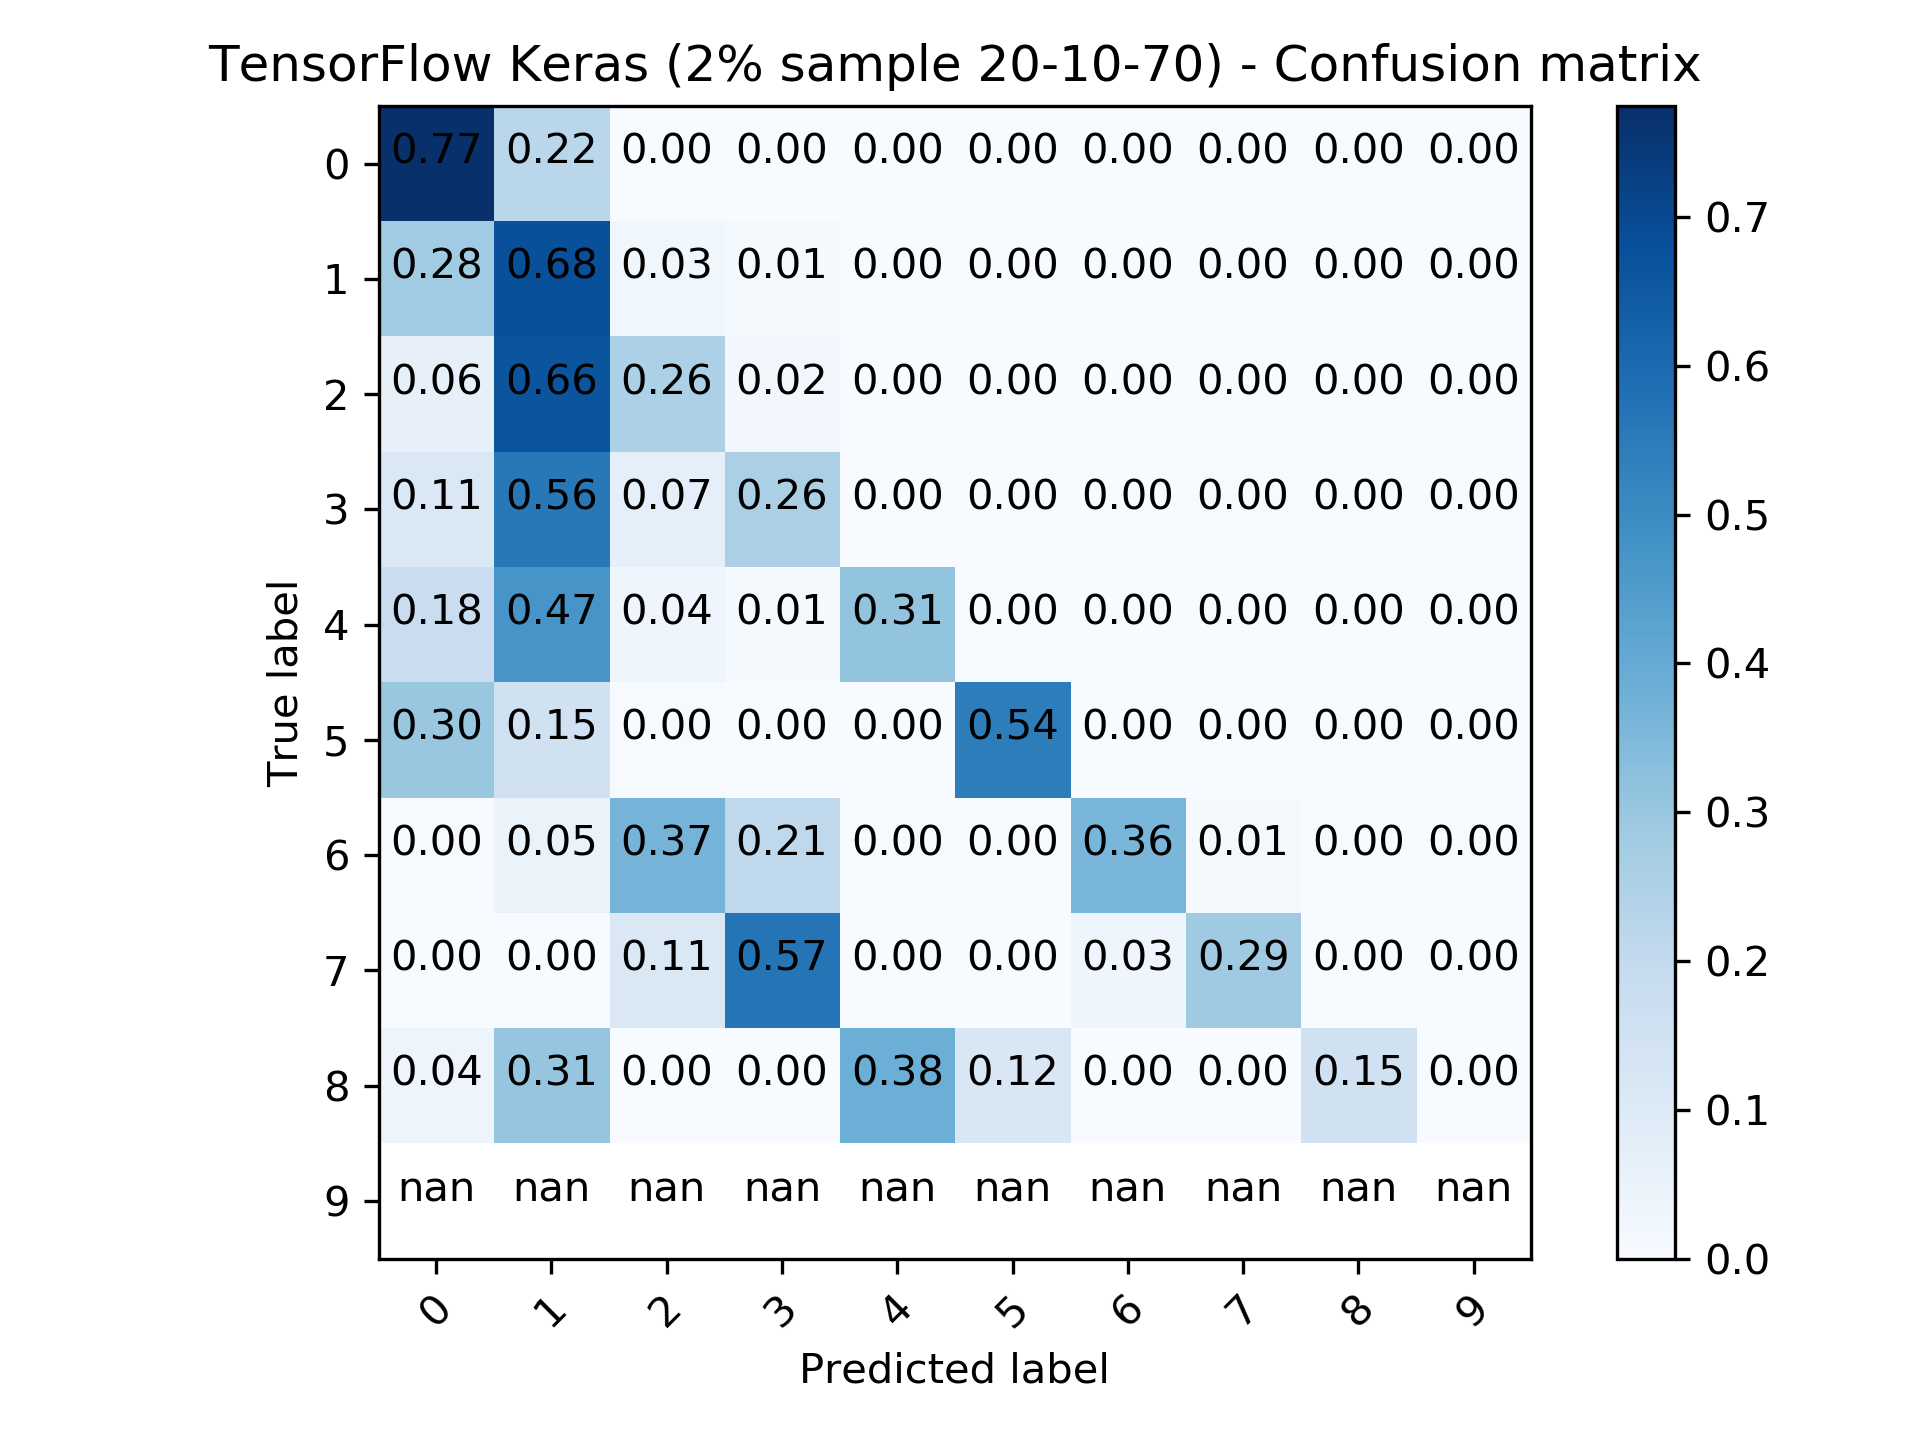 TensorFlow Keras (2% sample 20-10-70) - Confusion matrix
0 0.77 0.22 0.00 0.00 0.00 0.00 0.00 0.00 0.00 0.00
1 0.28 0.68 0.03 0.01 0.00 0.00 0.00 0.00 0.00 0.00
2 0.06 0.66 0.26 0.02 0.00 0.00 0.00 0.00 0.00 0.00
3 0.11 0.56 0.07 0.26 0.00 0.00 0.00 0.00 0.00 0.00
4 0.18 0.47 0.04 0.01 0.31 0.00 0.00 0.00 0.00 0.00
5 0.30 0.15 0.00 0.00 0.00 0.54 0.00 0.00 0.00 0.00
6 0.00 0.05 0.37 0.21 0.00 0.00 0.36 0.01 0.00 0.00
7 0.00 0.00 0.11 0.57 0.00 0.00 0.03 0.29 0.00 0.00
8 0.04 0.31 0.00 0.00 0.38 0.12 0.00 0.00 0.15 0.00
9 nan nan nan nan nan nan nan nan nan nan
0 1 2 3 4 5 6 7 8 9
True label
Predicted label
0.7
0.6
0.5
0.4
0.3
0.2
0.1
0.0